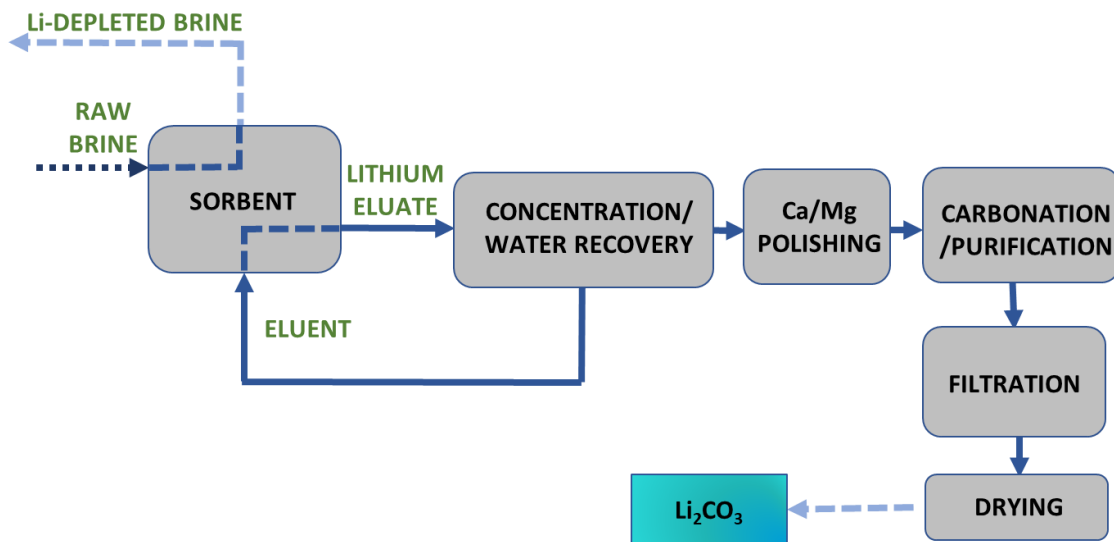 Li-DEPLETED BRINE
RAW
BRINE
SORBENT
LITHIUM
ELUATE
ELUENT
CONCENTRATION/
WATER RECOVERY
Ca/Mg
POLISHING
CARBONATION
/PURIFICATION
FILTRATION
DRYING
Li₂CO₃